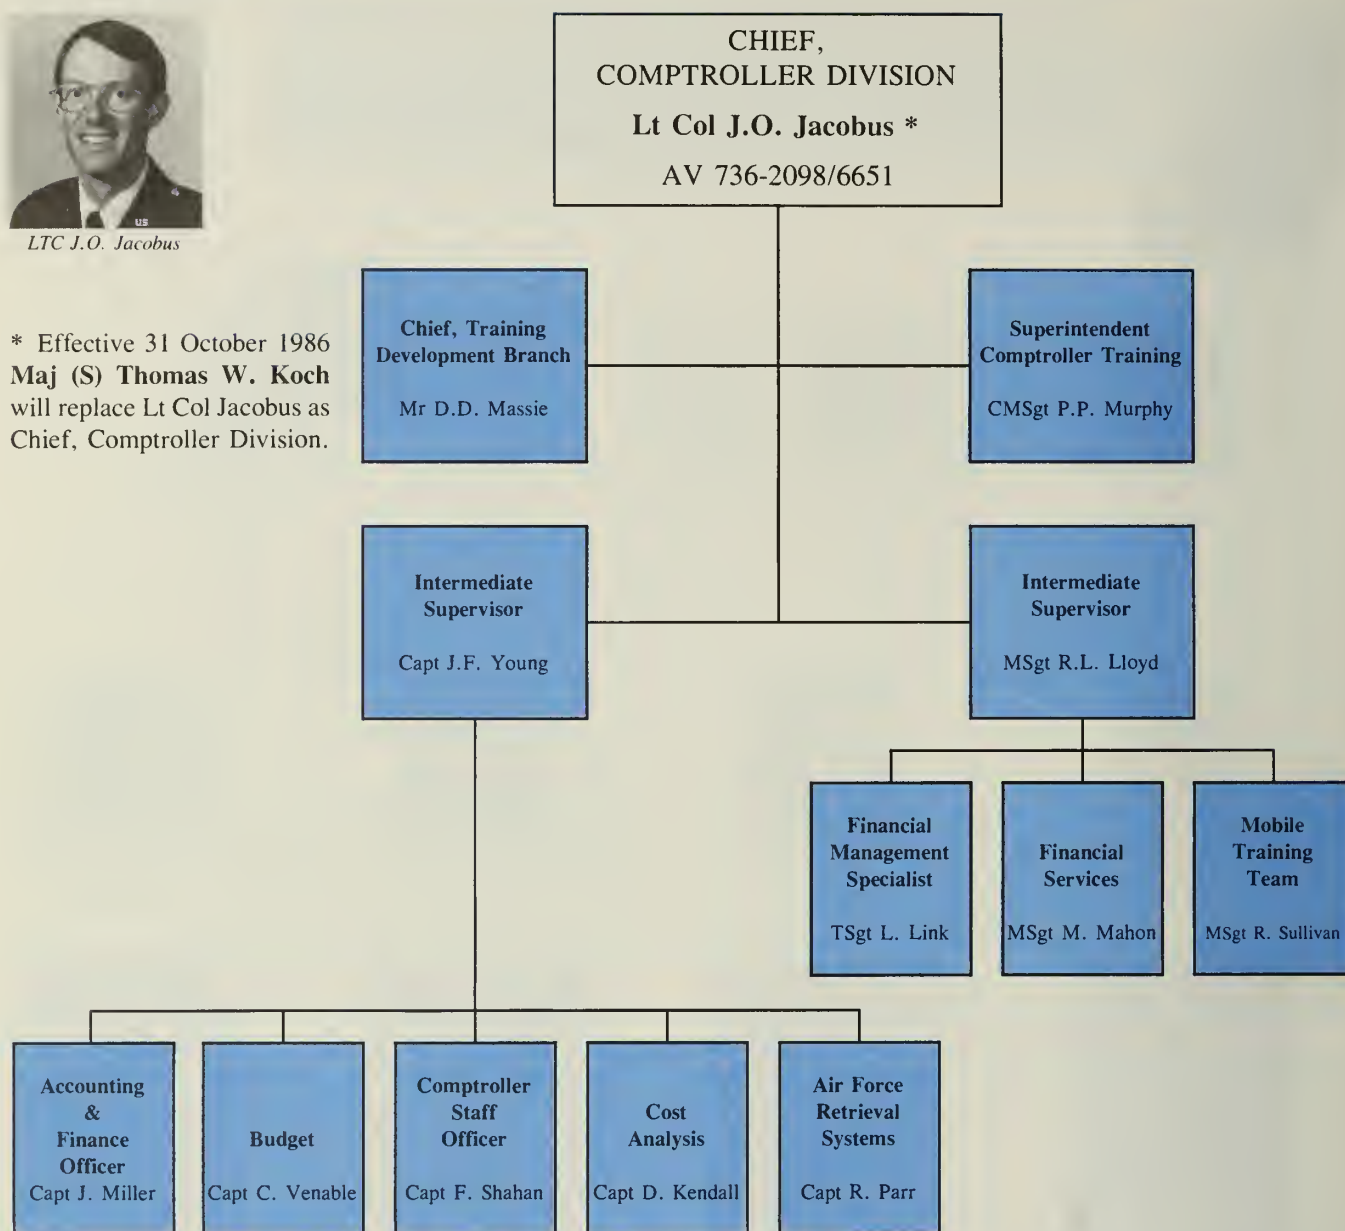 CHIEF,
COMPTROLLER DIVISION
Lt Col J.O. Jacobus *
AV 736-2098/6651
US
LTC J.O. Jacobus
* Effective 31 October 1986
Maj (S) Thomas W. Koch
will replace Lt Col Jacobus as
Chief, Comptroller Division.
Chief, Training
Development Branch
Mr D.D. Massie
Superintendent
Comptroller Training
CMSgt P.P. Murphy
Intermediate
Supervisor
Capt J.F. Young
Intermediate
Supervisor
MSgt R.L. Lloyd
Financial
Management
Specialist
TSgt L. Link
Financial
Services
MSgt M. Mahon
Mobile
Training
Team
MSgt R. Sullivan
Accounting
&
Finance
Officer
Capt J. Miller
Budget
Capt C. Venable
Comptroller
Staff
Officer
Capt F. Shahan
Cost
Analysis
Capt D. Kendall
Air Force
Retrieval
Systems
Capt R. Parr